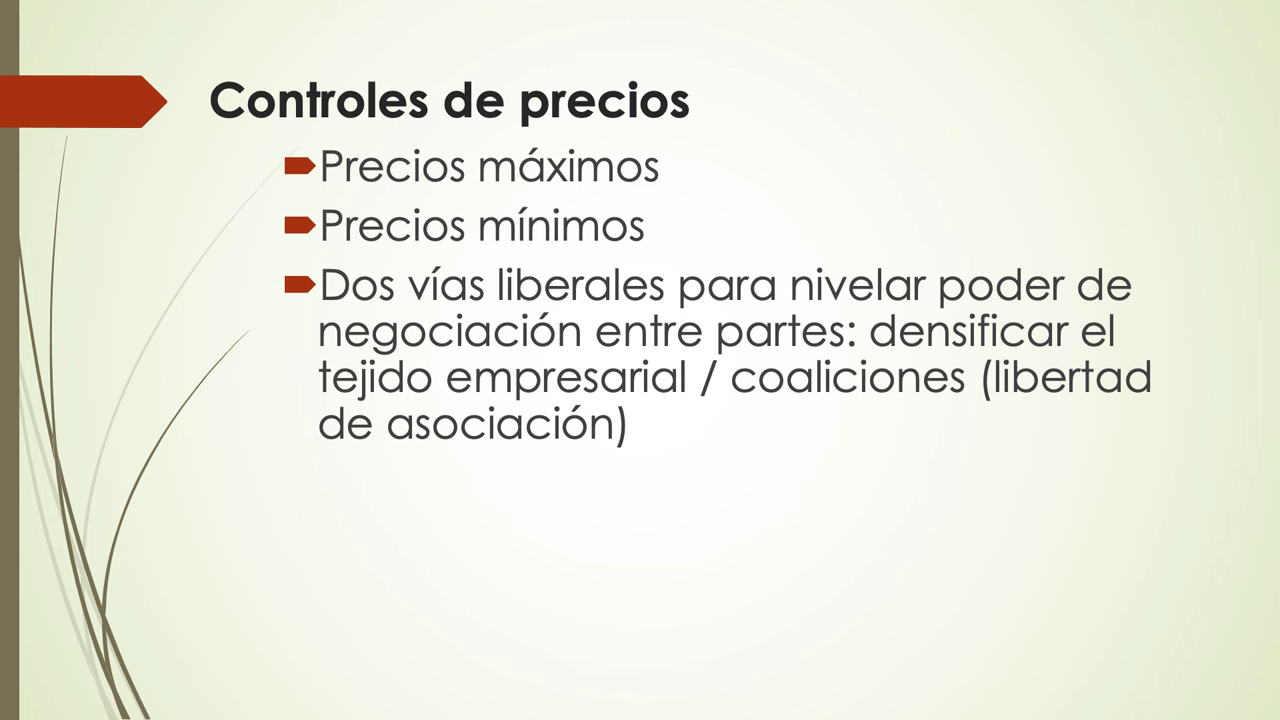 Controles de precios
Precios máximos
Precios mínimos
Dos vías liberales para nivelar poder de
negociación entre partes: densificar el
tejido empresarial / coaliciones (libertad
de asociación)